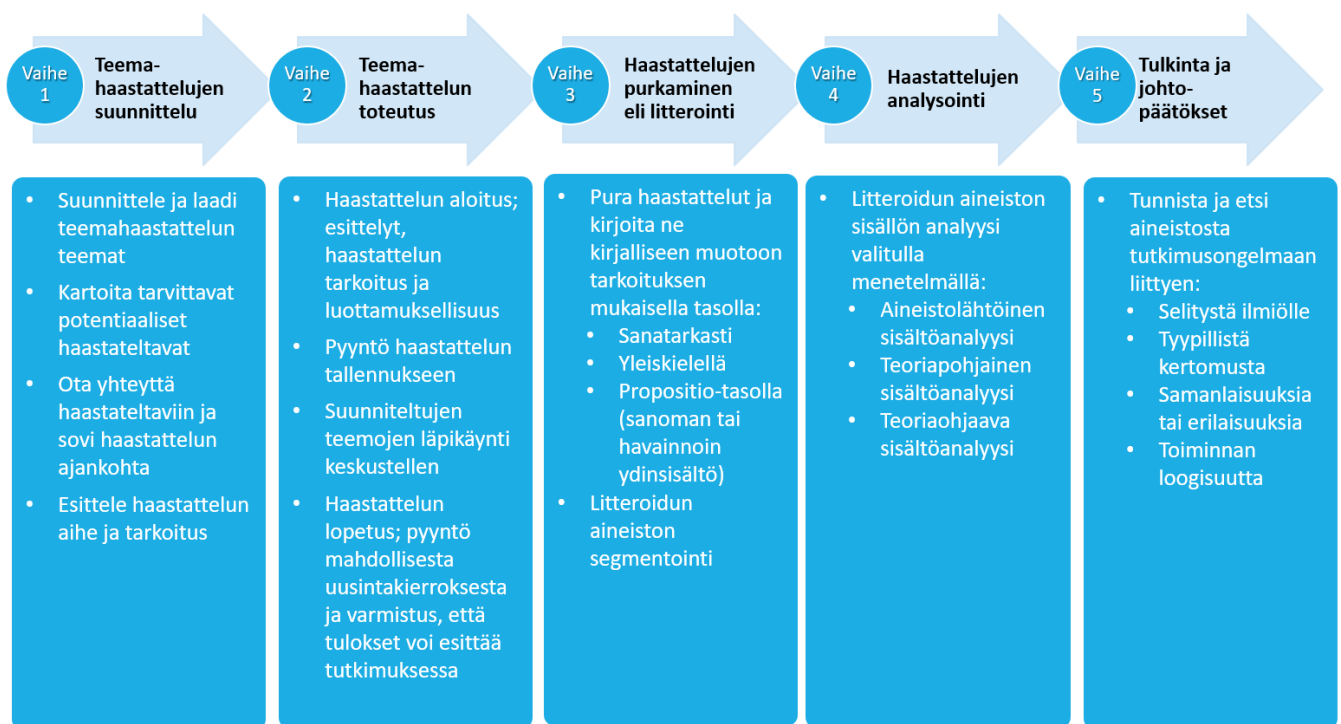 Vaihe
1
Teema-
haastattelujen
suunnittelu
Vaihe
2
Teema-
haastattelun
toteutus
Vaihe
3
Haastattelujen
purkaminen
eli litterointi
Vaihe
4
Haastattelujen
analysointi
Vaihe
5
Tulkinta ja
johto-
päätökset
• Suunnittele ja laadi
teemahaastattelun
teemat
• Kartoita tarvittavat
potentiaaliset
haastateltavat
• Ota yhteyttä
haastateltaviin ja
sovi haastattelun
ajankohta
• Esittele haastattelun
aihe ja tarkoitus
• Haastattelun aloitus;
esittelyt,
haastattelun
tarkoitus ja
luottamuksellisuus
• Pyyntö haastattelun
tallennukseen
• Suunniteltujen
teemojen läpikäynti
keskustellen
• Haastattelun
lopetus; pyyntö
mahdollisesta
uusintakierroksesta
ja varmistus, että
tulokset voi esittää
tutkimuksessa
• Pura haastattelut ja
kirjoita ne
kirjalliseen muotoon
tarkoituksen
mukaisella tasolla:
• Sanatarkasti
• Yleiskielellä
• Propositio-tasolla
(sanoman tai
havainnoin
ydinsisältö)
• Litteroidun
aineiston
segmentointi
• Litteroidun aineiston
sisällön analyysi
valitulla
menetelmällä:
• Aineistolähtöinen
sisältöanalyysi
• Teoriapohjainen
sisältöanalyysi
• Teoriaohjaava
sisältöanalyysi
• Tunnista ja etsi
aineistosta
tutkimusongelmaan
liittyen:
• Selitystä ilmiölle
• Tyypillistä
kertomusta
• Samanlaisuuksia
tai erilaisuuksia
• Toiminnan
loogisuutta